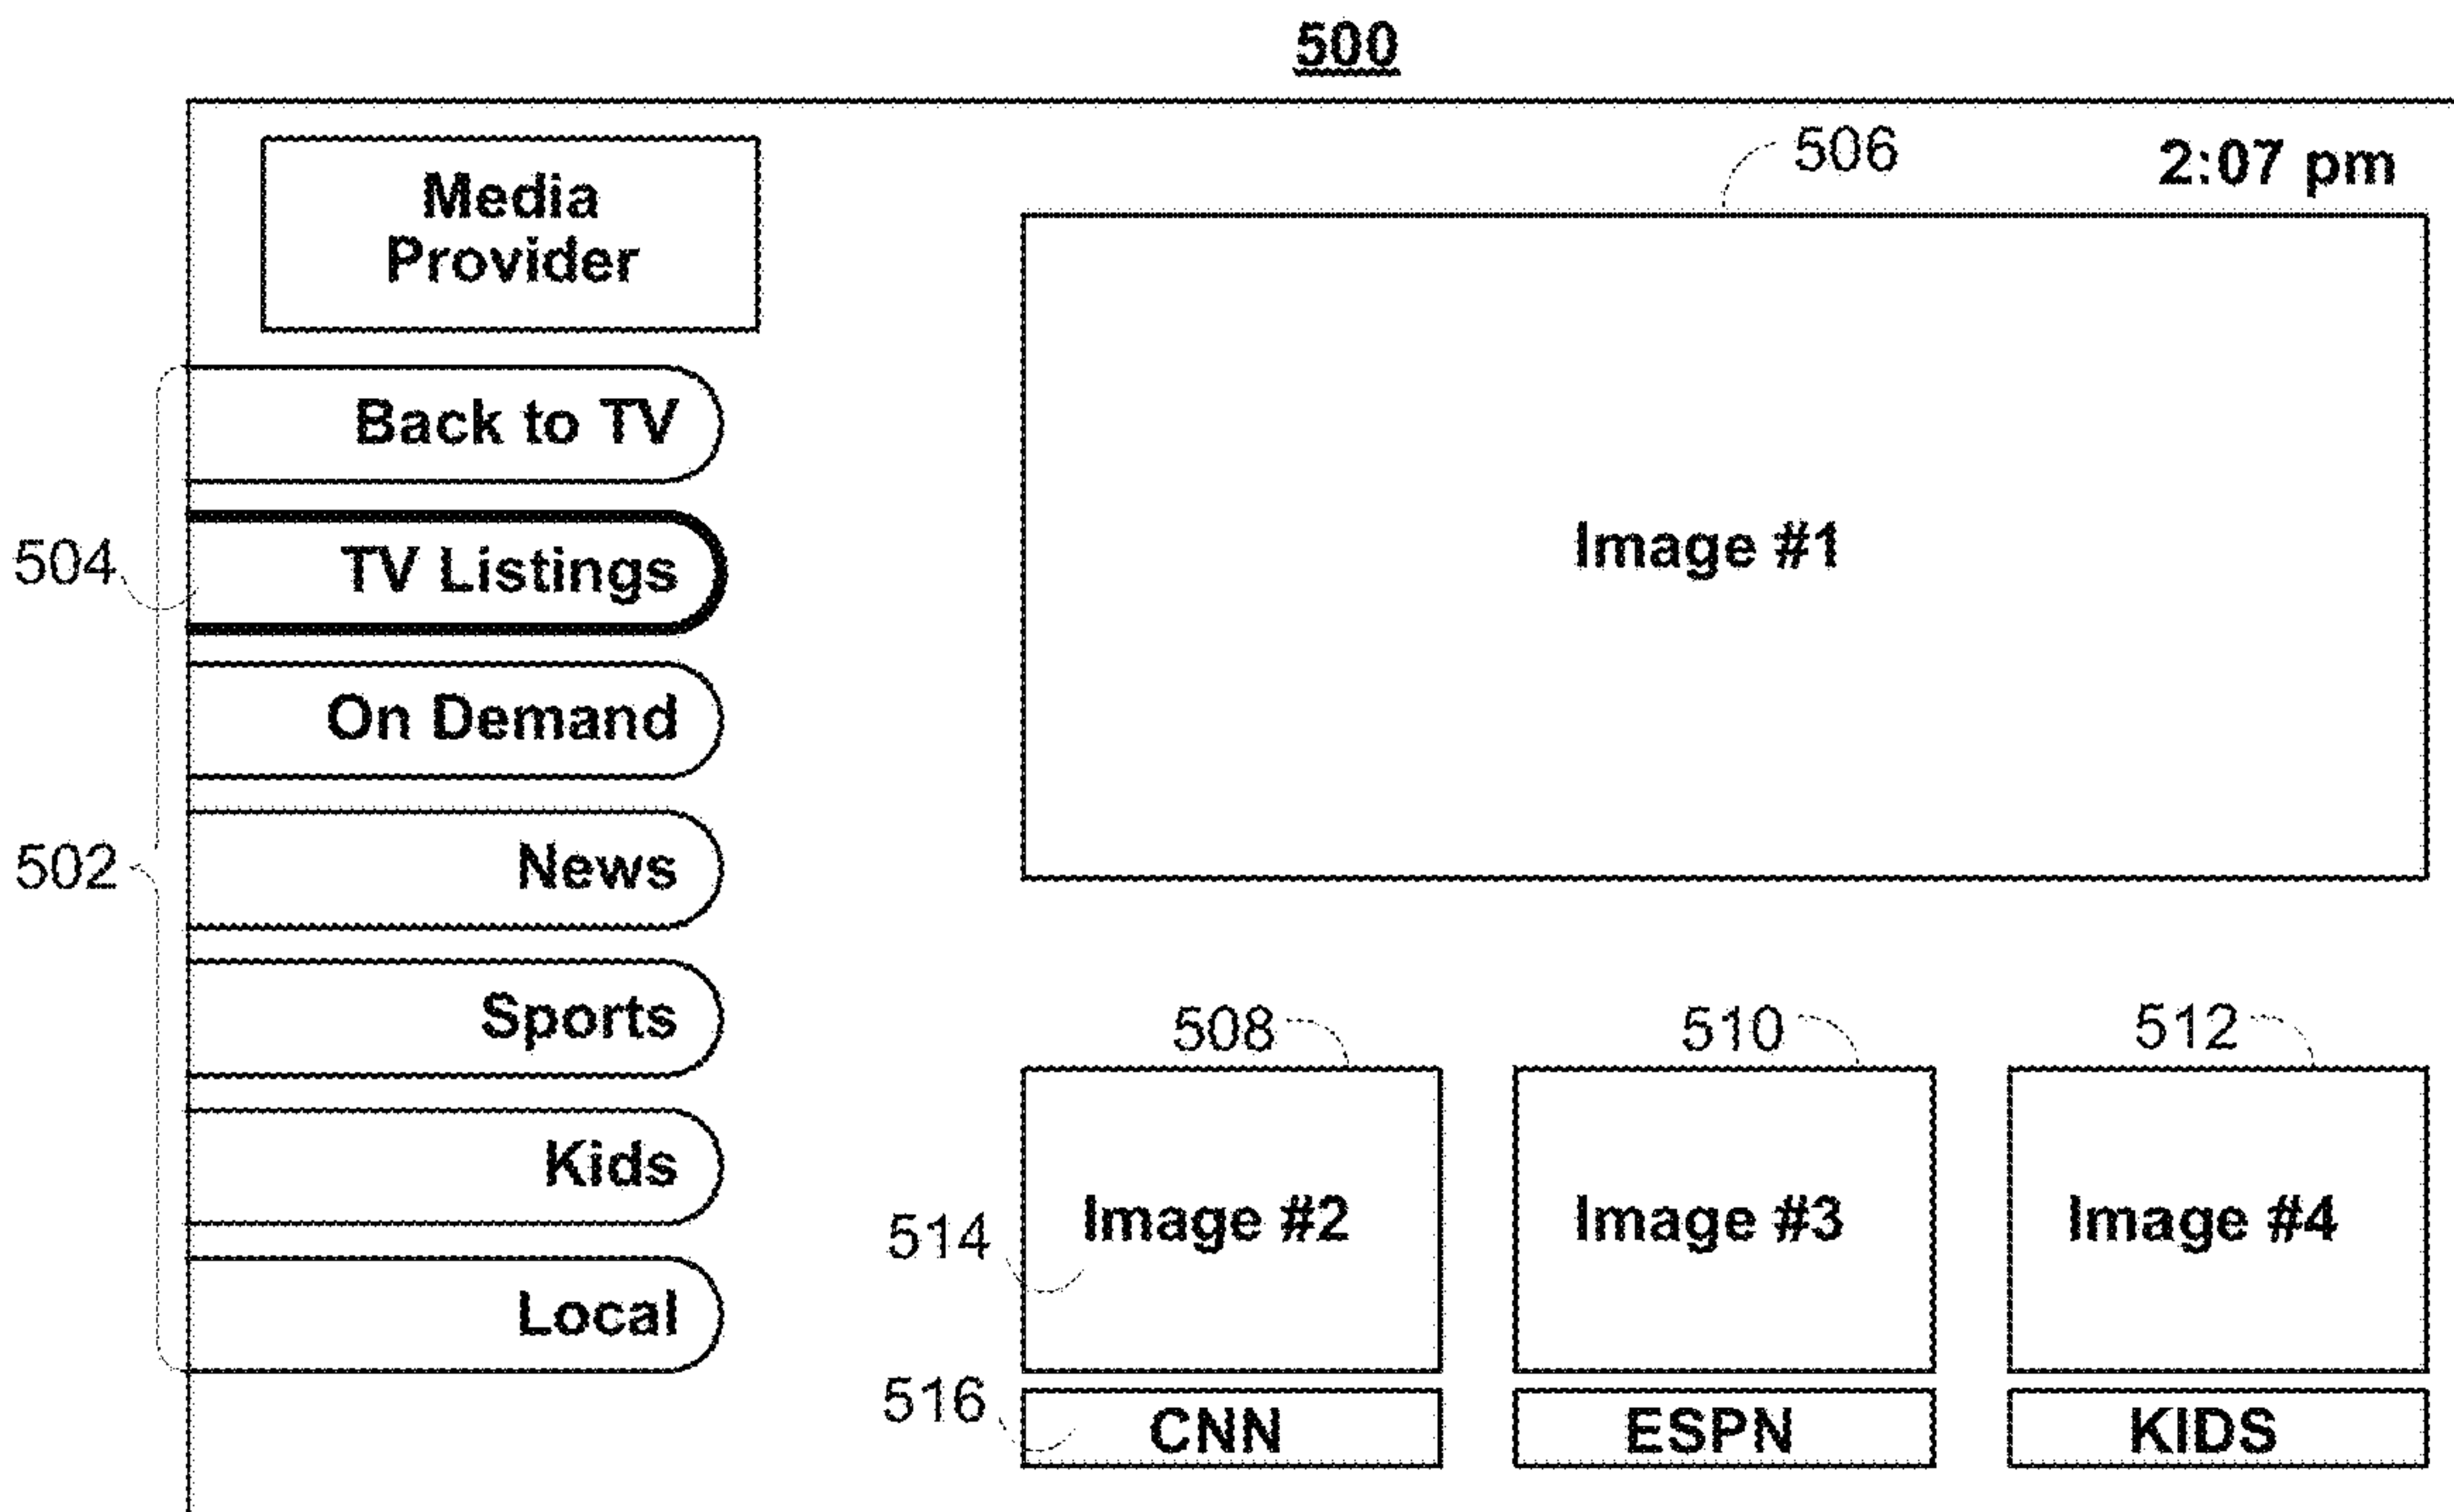 500
506
2:07 pm
Media
Provider
Back to TV
504
TV Listings
Image #1
On Demand
502
News
Sports
508
510
512
Kids
514
Image #2
Image #3
Image #4
Local
516
CNN
ESPN
KIDS